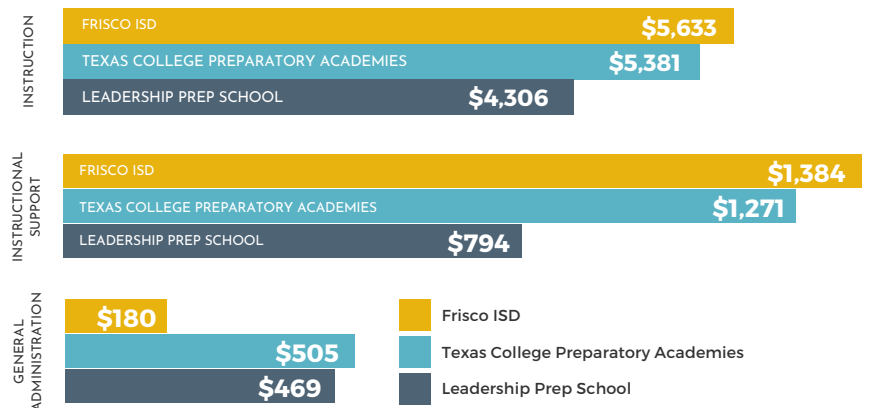 INSTRUCTION
FRISCO ISD
$5,633
TEXAS COLLEGE PREPARATORY ACADEMIES
$5,381
LEADERSHIP PREP SCHOOL
$4,306
INSTRUCTIONAL
SUPPORT
FRISCO ISD
$1,384
TEXAS COLLEGE PREPARATORY ACADEMIES
$1,271
LEADERSHIP PREP SCHOOL
$794
GENERAL
ADMINISTRATION
$180
$505
$469
Frisco ISD
Texas College Preparatory Academies
Leadership Prep School